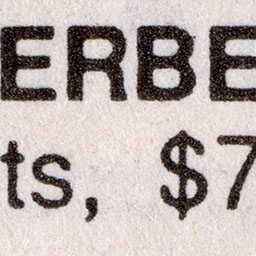 ERBE
ts, $7